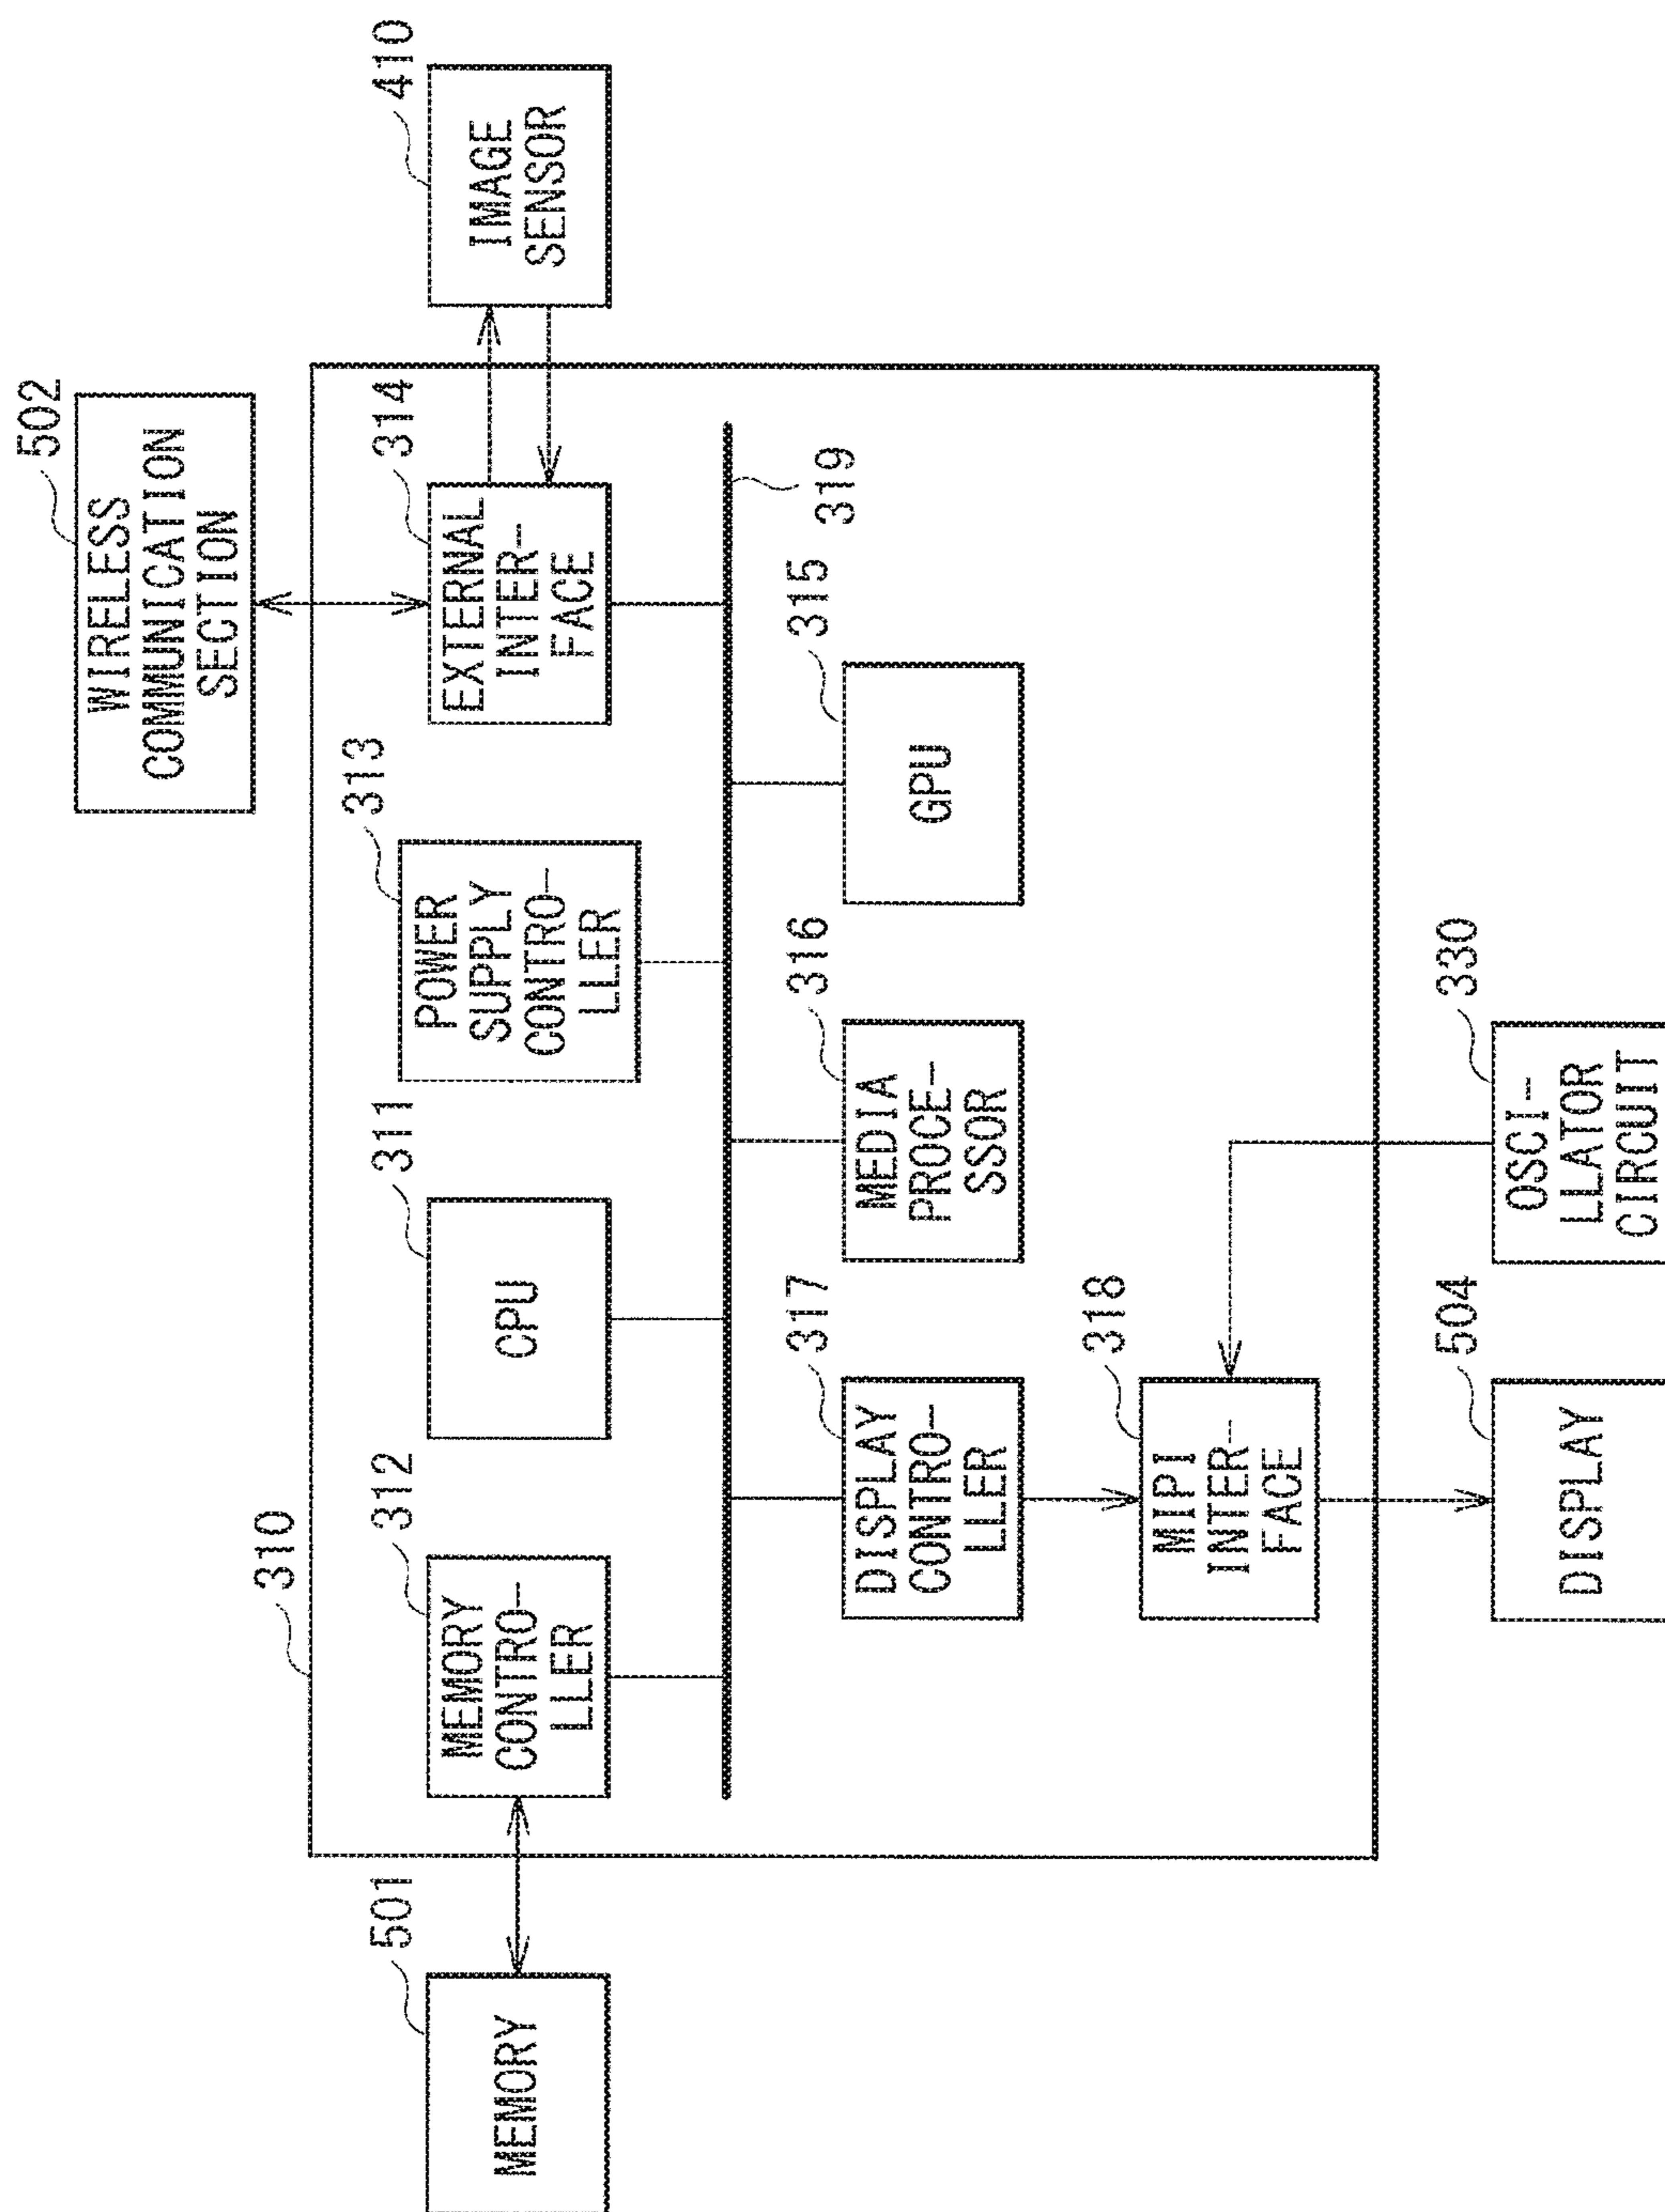 310
501
MEMORY
312
MEMORY
CONTRO-
LLER
311
CPU
313
POWER
SUPPLY
CONTRO-
LLER
502
WIRELESS
COMMUNICATION
SECTION
314
EXTERNAL
INTER-
FACE
410
IMAGE
SENSOR
319
317
DISPLAY
CONTRO-
LLER
316
MEDIA
PROCE-
SSOR
315
GPU
318
MIPI
INTER-
FACE
504
DISPLAY
330
OSCI-
LLATOR
CIRCUIT